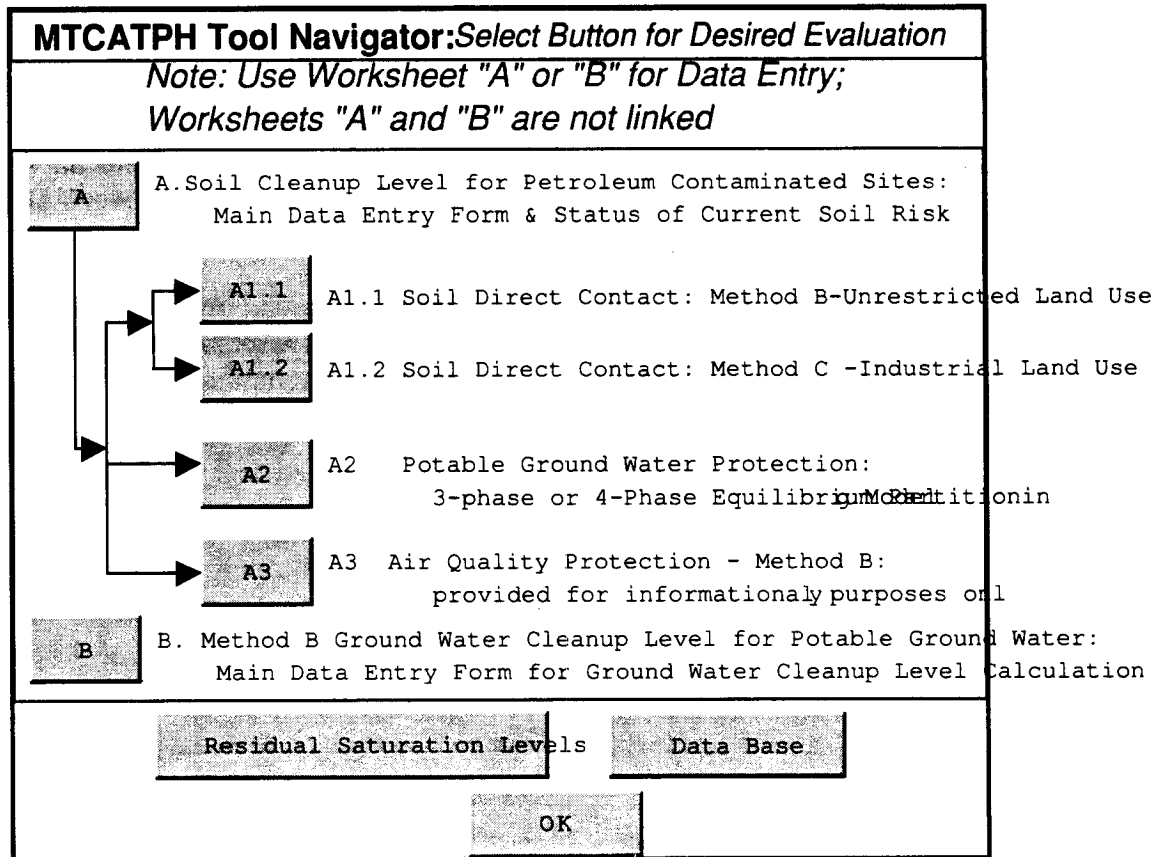 MTCATPH Tool Navigator:Select Button for Desired Evaluation
Note: Use Worksheet "A" or "B" for Data Entry;
Worksheets "A" and "B" are not linked
A
A.Soil Cleanup Level for Petroleum Contaminated Sites:
Main Data Entry Form & Status of Current Soil Risk
A1.1
A1.1 Soil Direct Contact: Method B-Unrestricted Land Use
A1.2
A1.2 Soil Direct Contact: Method C -Industrial Land Use
A2
A2 Potable Ground Water Protection:
3-phase or 4-Phase
A3
A3 Air Quality Protection - Method B:
provided for informationaly purposes onl
B
B. Method B Ground Water Cleanup Level for Potable Ground Water:
Main Data Entry Form for Ground Water Cleanup Level Calculation
Residual Saturation Levels
Data Base
OK